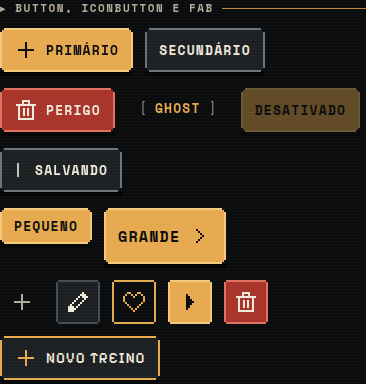 BUTTON, ICONBUTTON E FAB
PRIMÁRIO SECUNDÁRIO
PERIGO [ GHOST ] DESATIVADO
SALVANDO
PEQUENO GRANDE
NOVO TREINO